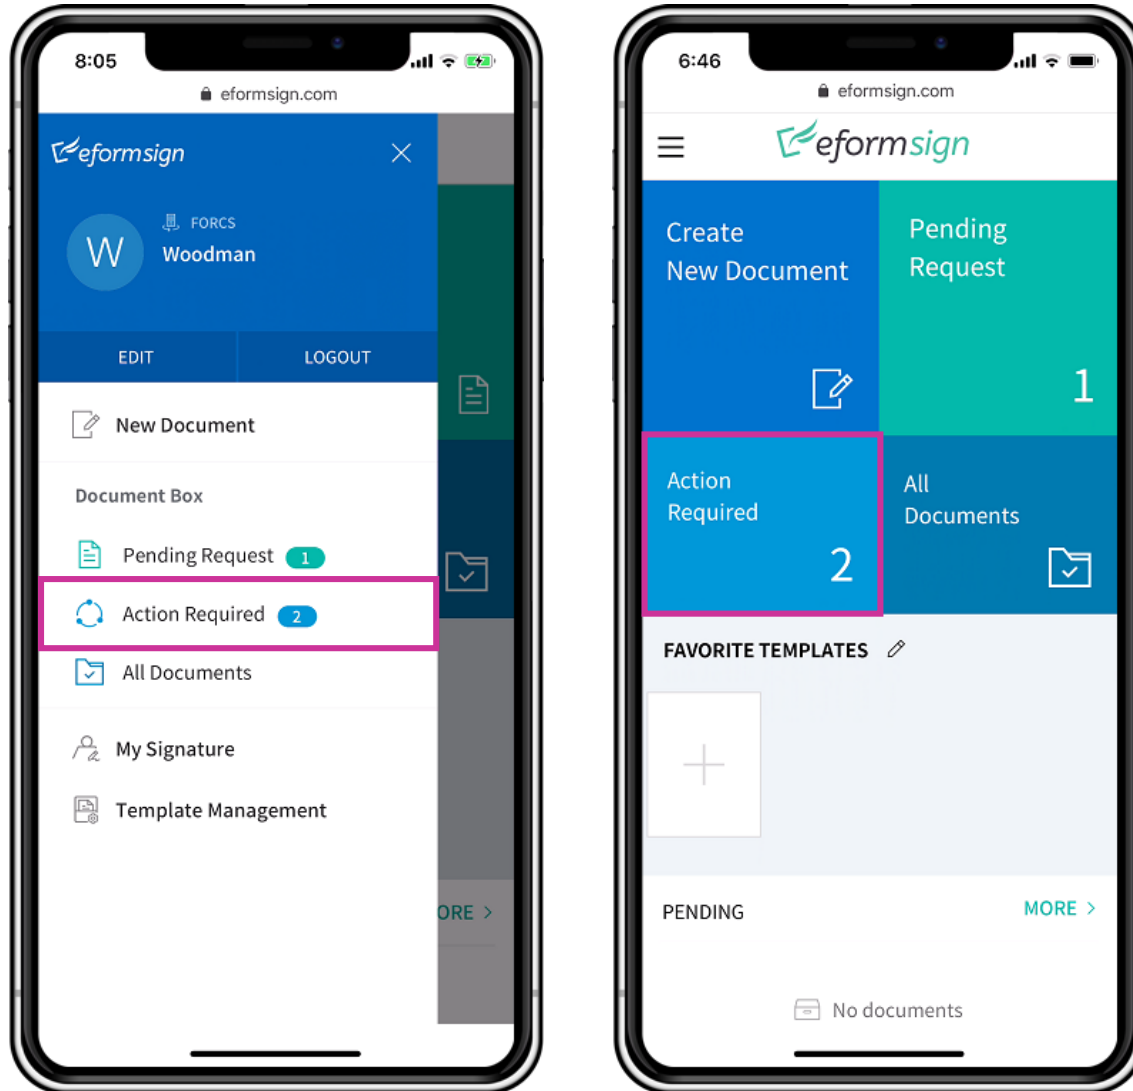 8:05
eformsign.com
eformsign
FORCS
W
Woodman
EDIT
LOGOUT
New Document
Document Box
Pending Request 1
Action Required 2
All Documents
My Signature
Template Management
ORE >
6:46
eformsign.com
eformsign
Create
New Document
Pending
Request
1
Action
Required
2
All
Documents
FAVORITE TEMPLATES
PENDING
MORE >
No documents